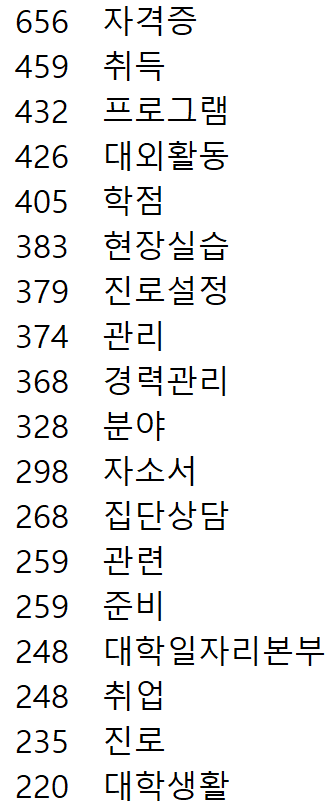 656 자격증
459 취득
432 프로그램
426 대외활동
405 학점
383 현장실습
379 진로설정
374 관리
368 경력관리
328 분야
298 자소서
268 집단상담
259 관련
259 준비
248 대학일자리본부
248 취업
235 진로
220 대학생활